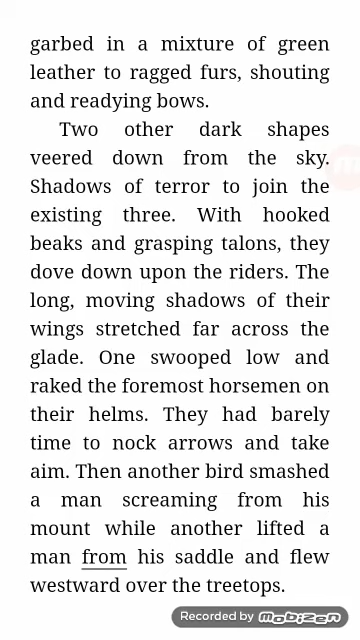 garbed in a mixture of green
leather to ragged furs, shouting
and readying bows.
Two other dark shapes
veered down from the sky.
Shadows of terror to join the
existing three. With hooked
beaks and grasping talons, they
dove down upon the riders. The
long, moving shadows of their
wings stretched far across the
glade. One swooped low and
raked the foremost horsemen on
their helms. They had barely
time to nock arrows and take
aim. Then another bird smashed
a man screaming from his
mount while another lifted a
man from his saddle and flew
westward over the treetops.
Recorded by mobizen